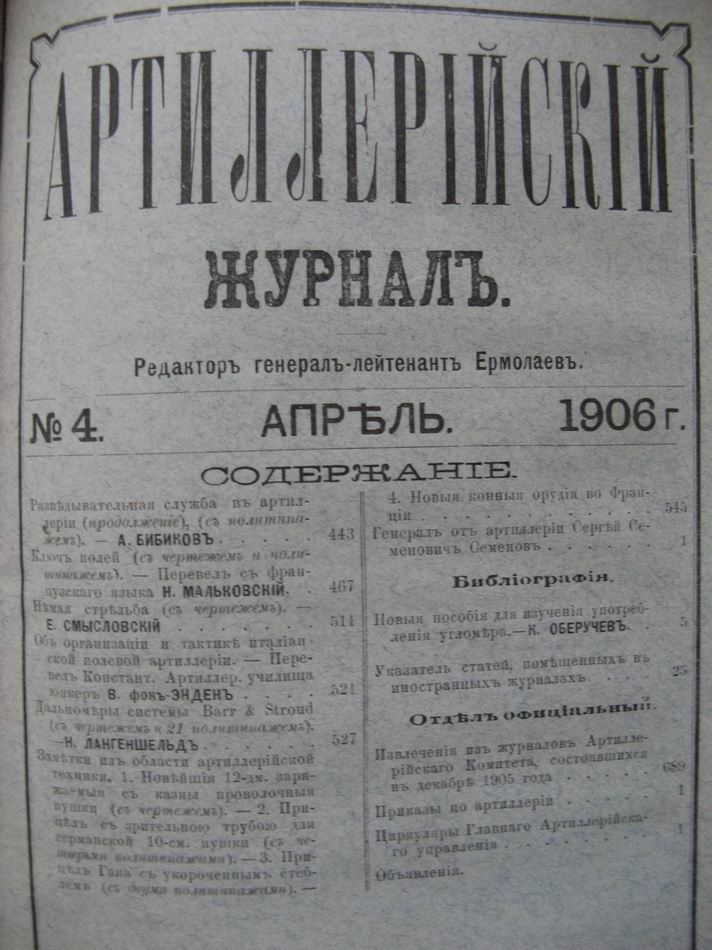 АРТИЛЛЕРІЙСКІЙ
ЖУРНАЛЪ.
Редакторъ генералъ-лейтенантъ Ермолаевъ.
№ 4. АПРѢЛЬ. 1906 г.
СОДЕРЖАНІЕ.
Развѣдывательная служба въ артил-
леріи (продолженіе), (съ политипа-
жемъ). — А. БИБИКОВЪ . . . . . 443
Ключъ полей (съ чертежемъ и поли-
типажемъ). — Перевелъ съ фран-
цузскаго языка Н. МАЛЬКОВСКІЙ. . 467
Нѣмая стрѣльба (съ чертежемъ). —
Е. СМЫСЛОВСКІЙ . . . . . . . 511
Объ организаціи и тактикѣ италіан-
ской полевой артиллеріи. — Пере-
велъ Констант. Артиллер. училища
юнкеръ В. фонъ-ЭНДЕНЪ . . . . 521
Дальномѣры системы Barr & Stroud
(съ чертежемъ и 21 политипажемъ).
—Н. ЛАНГЕНШЕЛЬДЪ . . . . . . 527
Замѣтки изъ области артиллерійской
техники. 1. Новѣйшія 12-дм. заря-
жаемыя съ казны проволочныя
пушки (съ чертежемъ). — 2. При-
цѣлъ съ зрительною трубою для
германской 10-см. пушки (съ че-
тырьмя политипажами). — 3. При-
цѣлъ Гана съ укороченнымъ стеб-
лемъ (съ двумя политипажами). —
4. Новыя конныя орудія во Фран-
ціи . . . . . . . . . . . . 545
Генералъ отъ артиллеріи Сергѣй Се-
меновичъ Семеновъ . . . . . . 1
Библіографія.
Новыя пособія для изученія употреб-
ленія угломѣра.—К. ОБЕРУЧЕВЪ. . 5
Указатель статей, помѣщенныхъ въ
иностранныхъ журналахъ . . . . 25
Отдѣлъ офиціальный.
Извлеченія изъ журналовъ Артилле-
рійскаго Комитета, состоявшихся
въ декабрѣ 1905 года . . . . . 689
Приказы по артиллеріи . . . . . 1
Циркуляры Главнаго Артиллерійска-
го управленія . . . . . . . . 1
Объявленія.